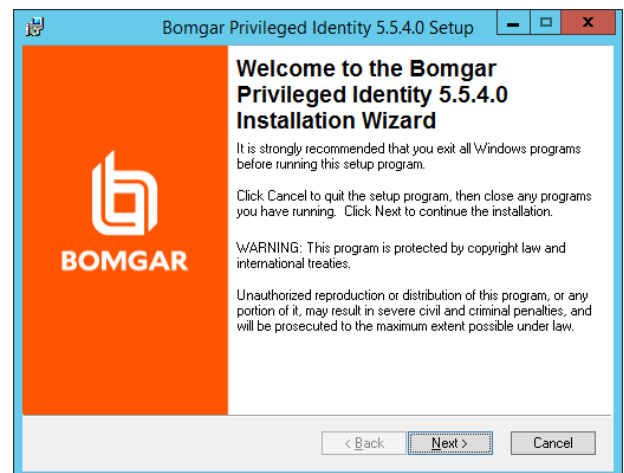 Bomgar Privileged Identity 5.5.4.0 Setup
Welcome to the Bomgar
Privileged Identity 5.5.4.0
Installation Wizard
It is strongly recommended that you exit all Windows programs
before running this setup program.
Click Cancel to quit the setup program, then close any programs
you have running. Click Next to continue the installation.
WARNING: This program is protected by copyright law and
international treaties.
Unauthorized reproduction or distribution of this program, or any
portion of it, may result in severe civil and criminal penalties, and
will be prosecuted to the maximum extent possible under law.
BOMGAR
< Back
Next >
Cancel